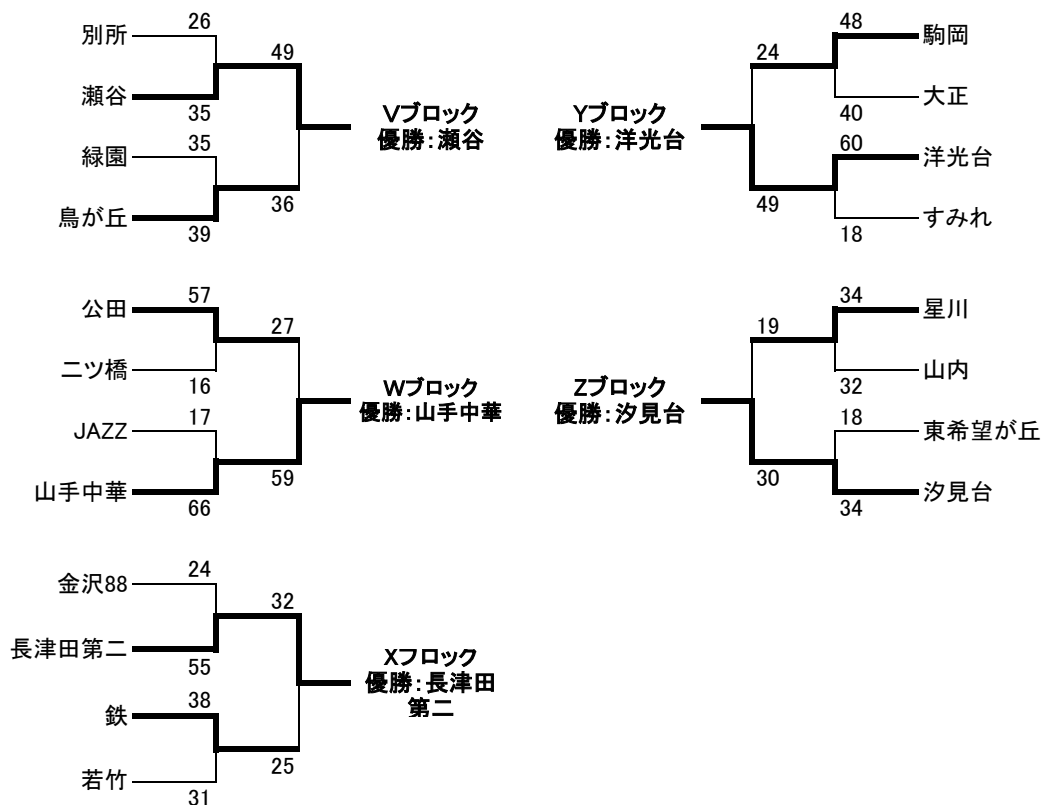 26
別所
49
瀬谷
35
Vブロック
優勝:瀬谷
35
緑園
36
鳥が丘
39
48
駒岡
24
大正
40
Yブロック
優勝:洋光台
60
洋光台
49
すみれ
18
57
公田
27
二ツ橋
16
Wブロック
優勝:山手中華
17
JAZZ
59
山手中華
66
34
星川
19
山内
32
Zブロック
優勝:汐見台
18
東希望が丘
30
汐見台
34
24
金沢88
32
長津田第二
55
Xフロック
優勝:長津田
第二
38
鉄
25
若竹
31